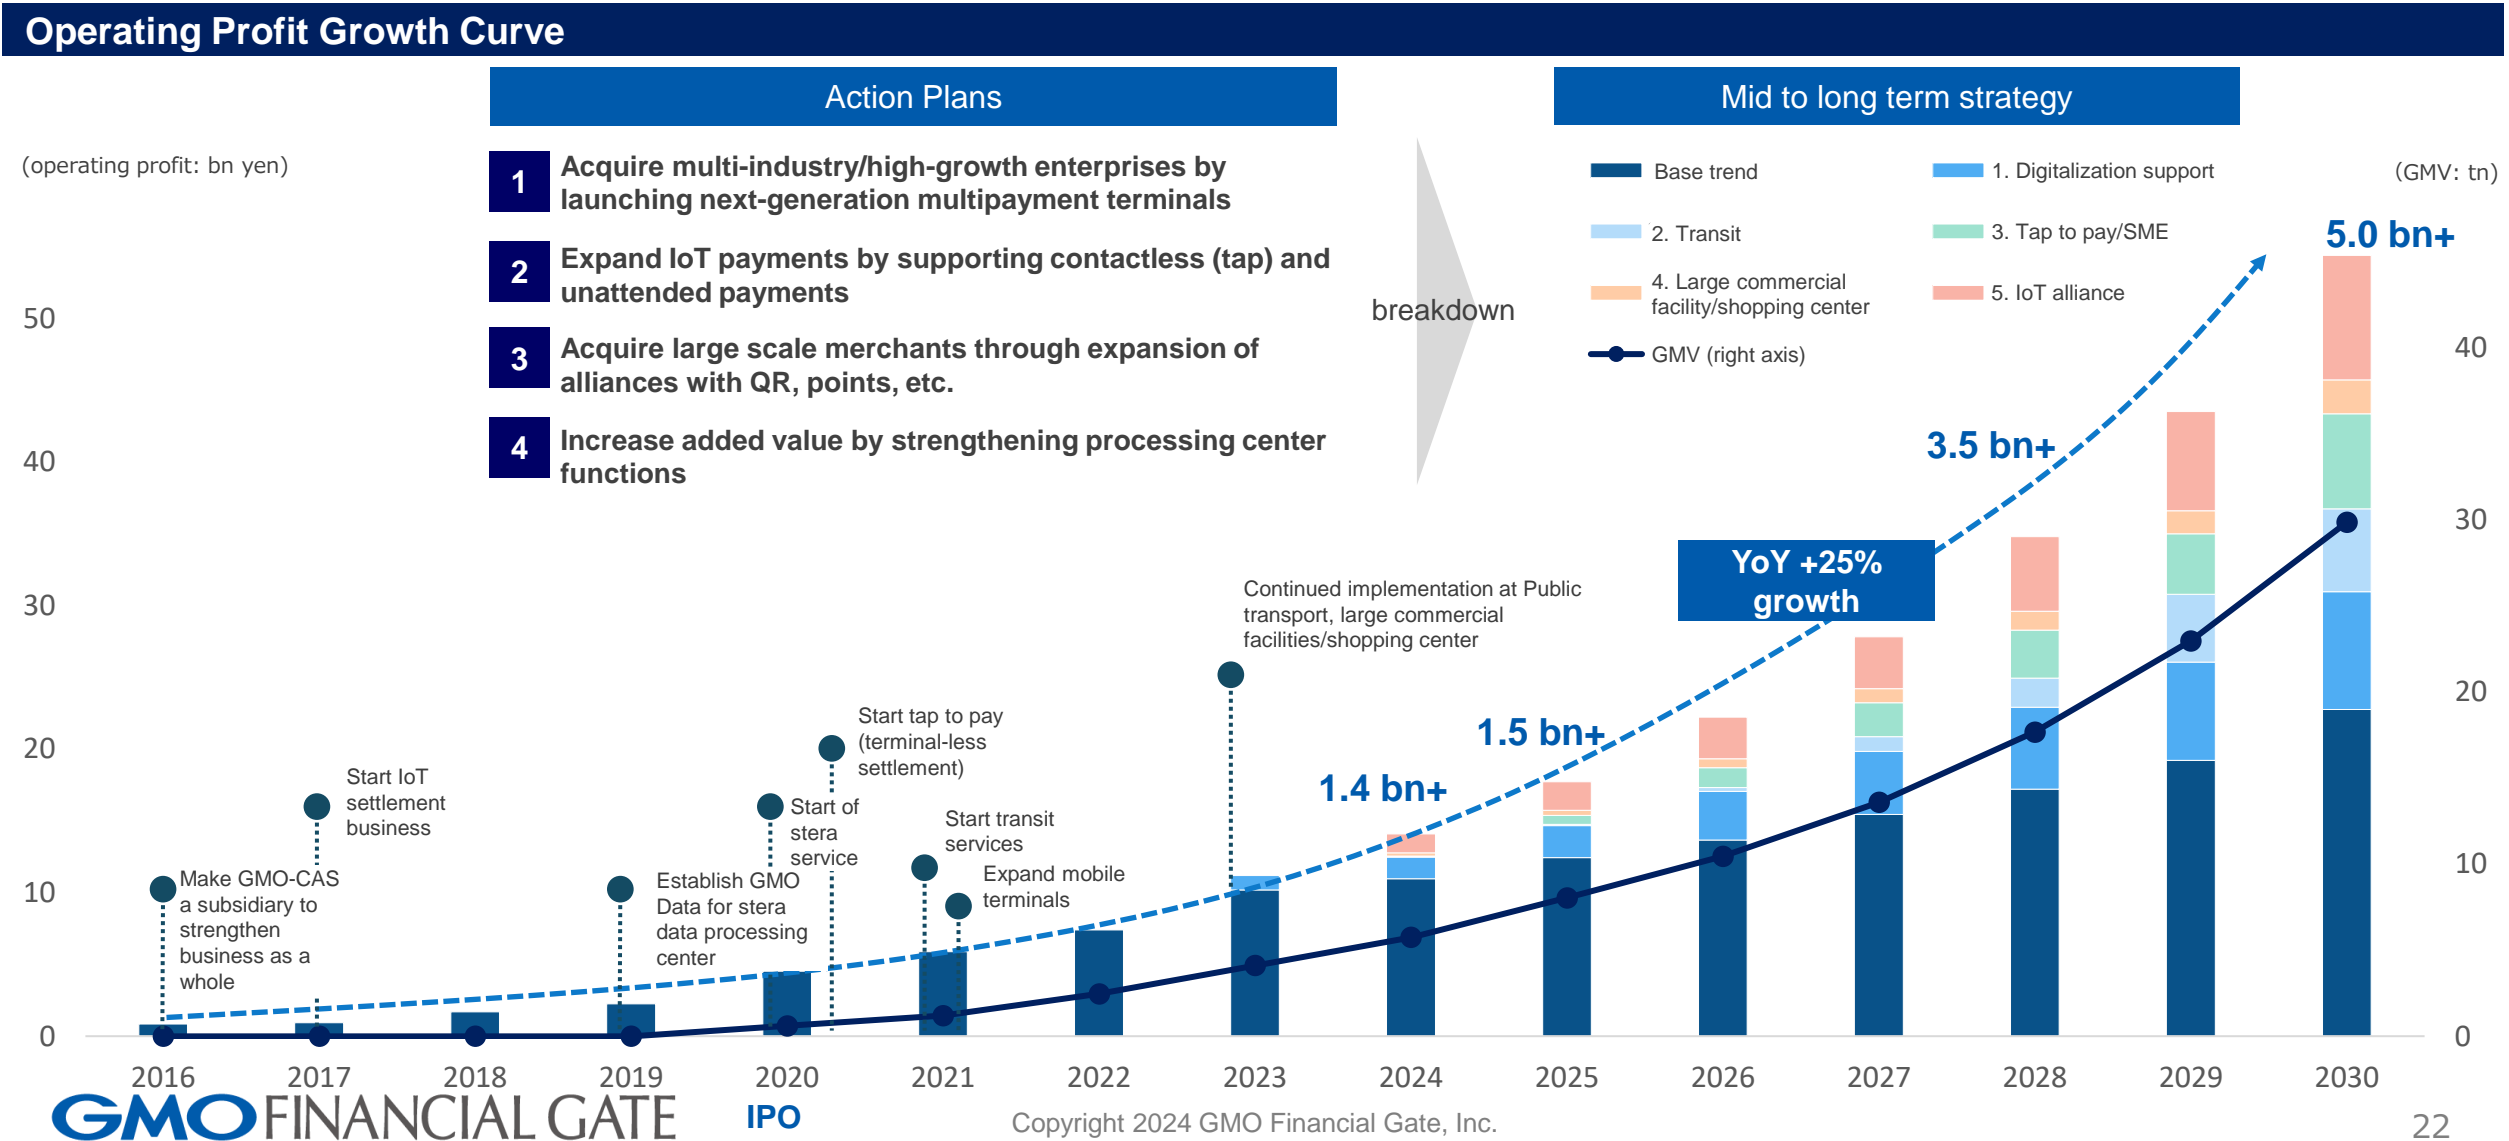 Operating Profit Growth Curve
Action Plans
Mid to long term strategy
(operating profit: bn yen)
1
Acquire multi-industry/high-growth enterprises by
launching next-generation multipayment terminals
2
Expand IoT payments by supporting contactless (tap) and
unattended payments
3
Acquire large scale merchants through expansion of
alliances with QR, points, etc.
4
Increase added value by strengthening processing center
functions
breakdown
Base trend
1. Digitalization support
2. Transit
3. Tap to pay/SME
4. Large commercial
facility/shopping center
5. IoT alliance
GMV (right axis)
(GMV: tn)
5.0 bn+
3.5 bn+
YoY +25%
growth
1.5 bn+
1.4 bn+
Continued implementation at Public
transport, large commercial
facilities/shopping center
Start tap to pay
(terminal-less
settlement)
Start IoT
settlement
business
Start of
stera
service
Start transit
services
Expand mobile
terminals
Make GMO-CAS
a subsidiary to
strengthen
business as a
whole
Establish GMO
Data for stera
data processing
center
50
40
30
20
10
0
40
30
20
10
0
2016 2017 2018 2019 2020 2021 2022 2023 2024 2025 2026 2027 2028 2029 2030
GMO FINANCIAL GATE
IPO
Copyright 2024 GMO Financial Gate, Inc.
22